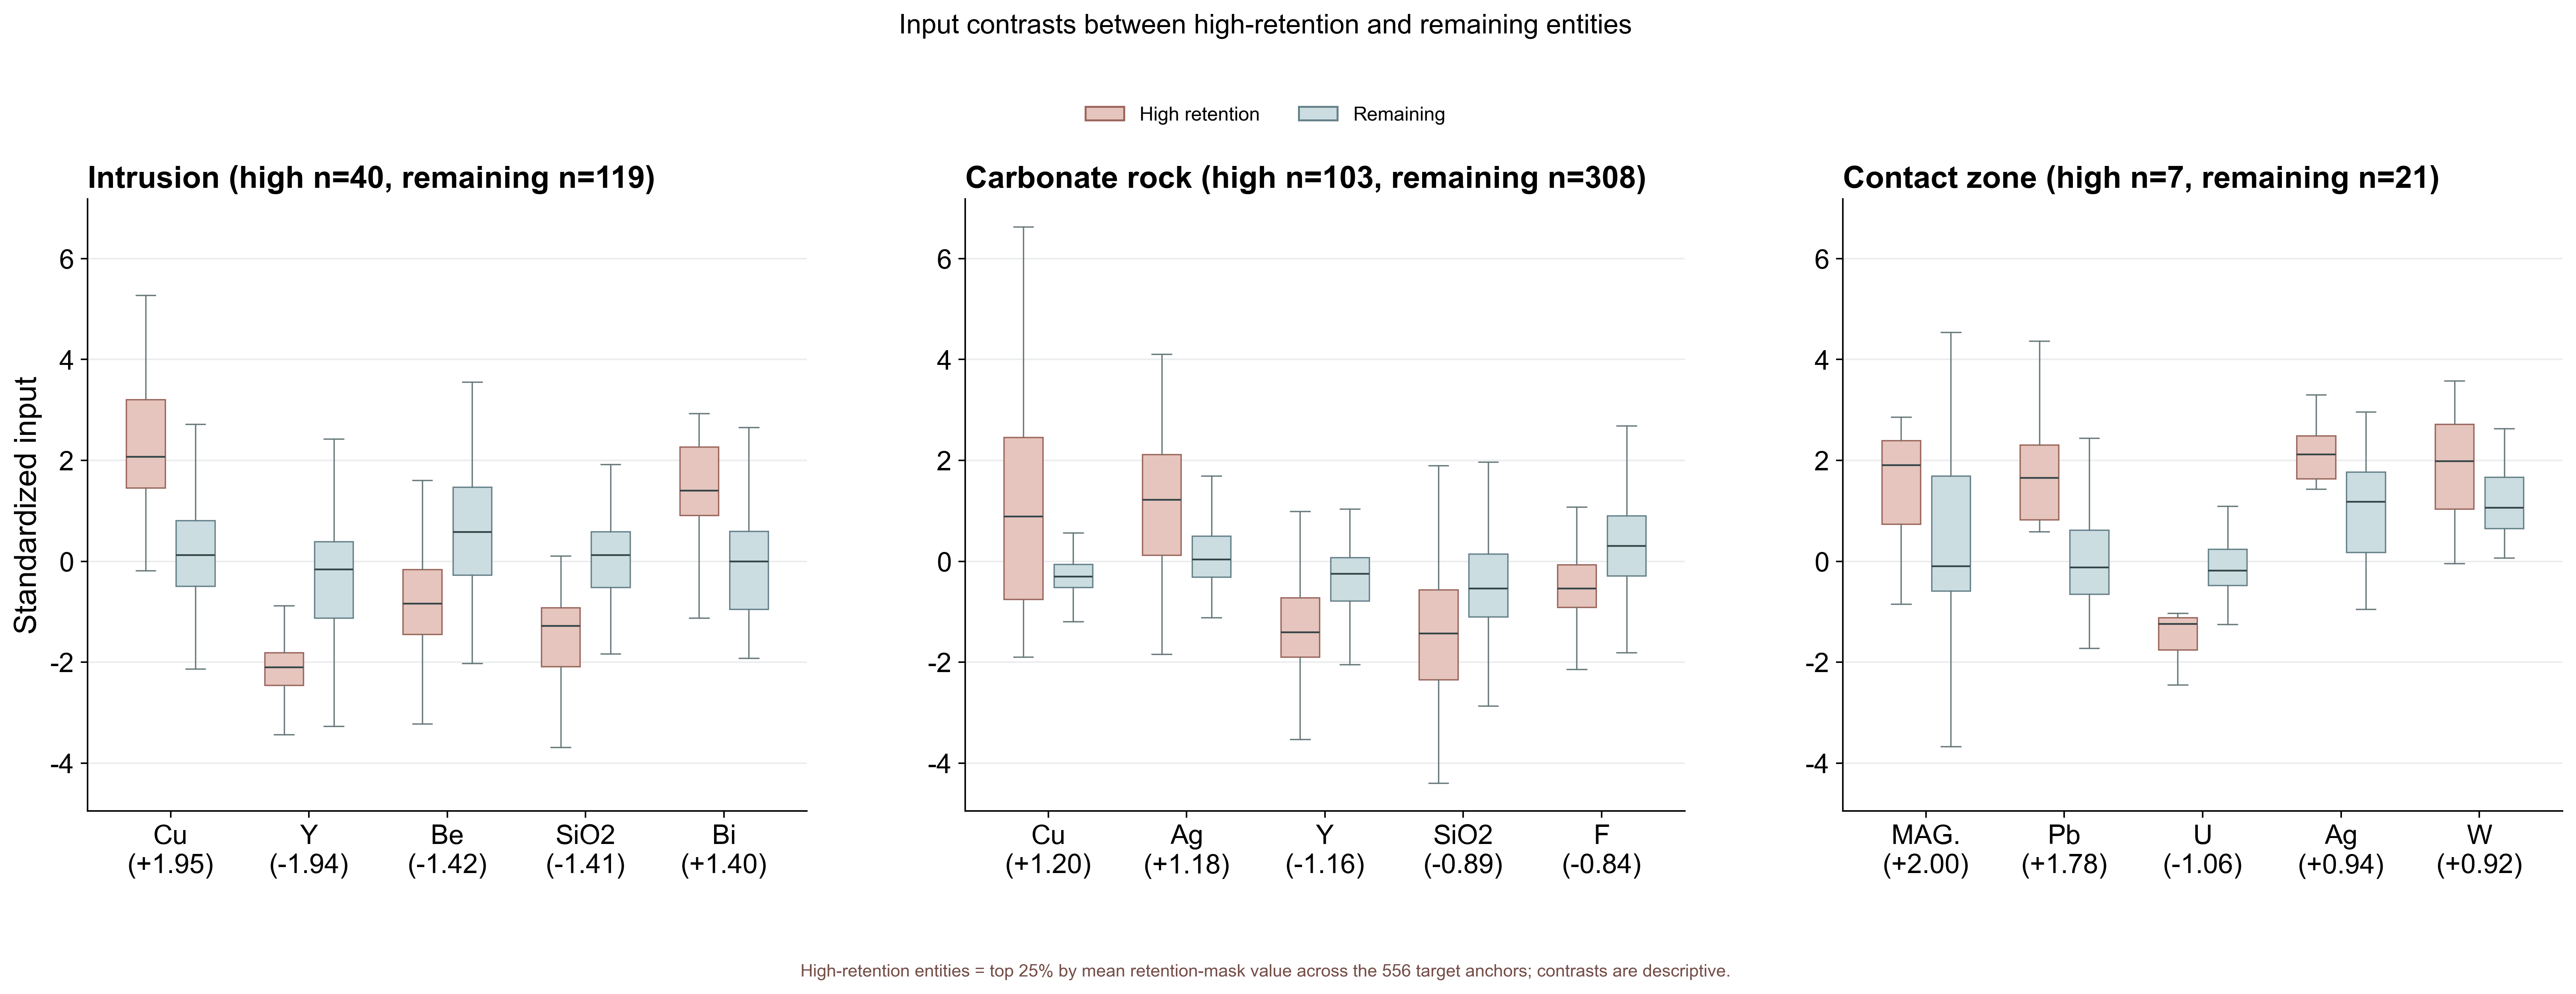 Input contrasts between high-retention and remaining entities
High retention
Remaining
Intrusion (high n=40, remaining n=119)
Standardized input
6
4
2
0
-2
-4
Cu
(+1.95)
Y
(-1.94)
Be
(-1.42)
SiO2
(-1.41)
Bi
(+1.40)
Carbonate rock (high n=103, remaining n=308)
6
4
2
0
-2
-4
Cu
(+1.20)
Ag
(+1.18)
Y
(-1.16)
SiO2
(-0.89)
F
(-0.84)
Contact zone (high n=7, remaining n=21)
6
4
2
0
-2
-4
MAG.
(+2.00)
Pb
(+1.78)
U
(-1.06)
Ag
(+0.94)
W
(+0.92)
High-retention entities = top 25% by mean retention-mask value across the 556 target anchors; contrasts are descriptive.